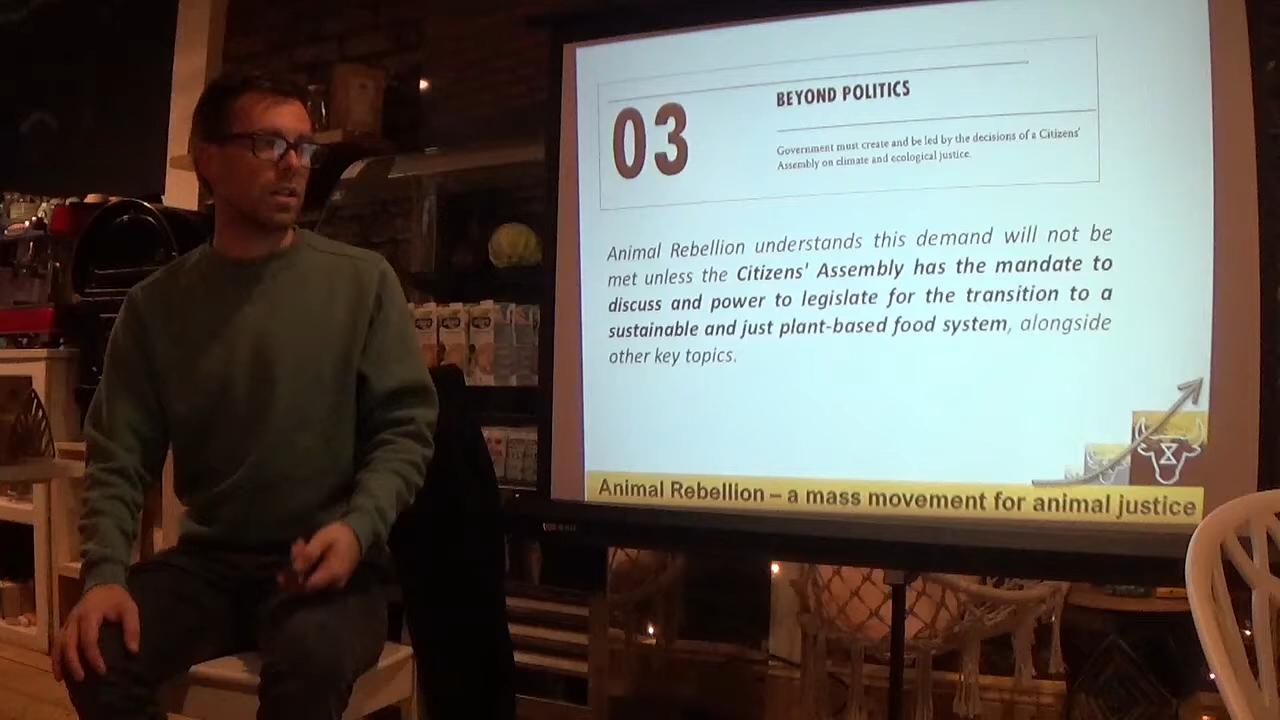 03
BEYOND POLITICS
Government must create and be led by the decisions of a Citizens'
Assembly on climate and ecological justice.
Animal Rebellion understands this demand will not be
met unless the Citizens' Assembly has the mandate to
discuss and power to legislate for the transition to a
sustainable and just plant-based food system, alongside
other key topics.
Animal Rebellion – a mass movement for animal justice